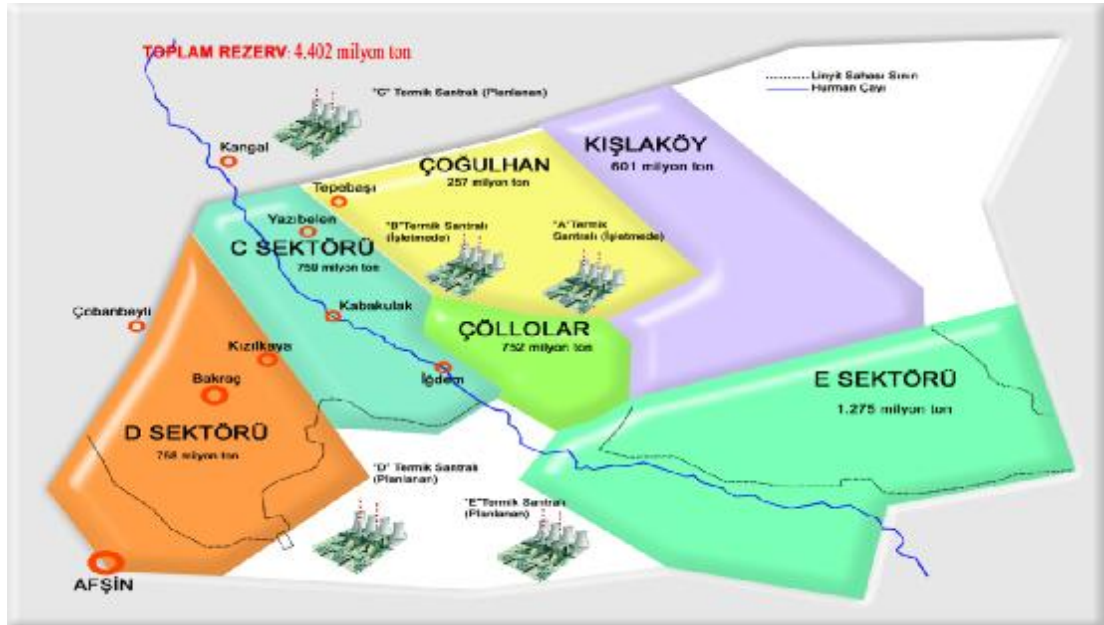 TOPLAM REZERV: 4.402 milyon ton
Linyit Sahası Sınırı
Hurman Çayı
"C" Termik Santrali (Planlanan)
Kangal
KIŞLAKÖY
601 milyon ton
ÇOĞULHAN
257 milyon ton
Tepebaşı
Yazıbelen
"B"Termik Santralı
(İşletmede)
"A"Termik
Santralı (İşletmede)
C SEKTÖRÜ
759 milyon ton
Çobanbeyli
Kabakulak
ÇÖLLOLAR
752 milyon ton
Kızılkaya
Bakraç
İğdem
E SEKTÖRÜ
1.275 milyon ton
D SEKTÖRÜ
758 milyon ton
"D" Termik Santralı
(Planlanan)
"E"Termik Santralı
(Planlanan)
AFŞİN